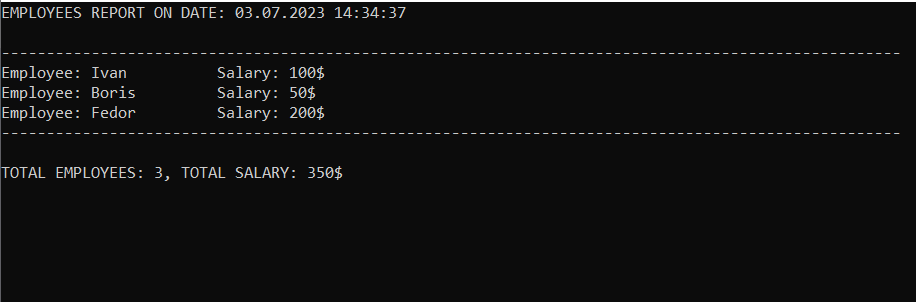 EMPLOYEES REPORT ON DATE: 03.07.2023 14:34:37
----------------------------------------------------------------------------------------------------
Employee: Ivan          Salary: 100$
Employee: Boris         Salary: 50$
Employee: Fedor         Salary: 200$
----------------------------------------------------------------------------------------------------
TOTAL EMPLOYEES: 3, TOTAL SALARY: 350$